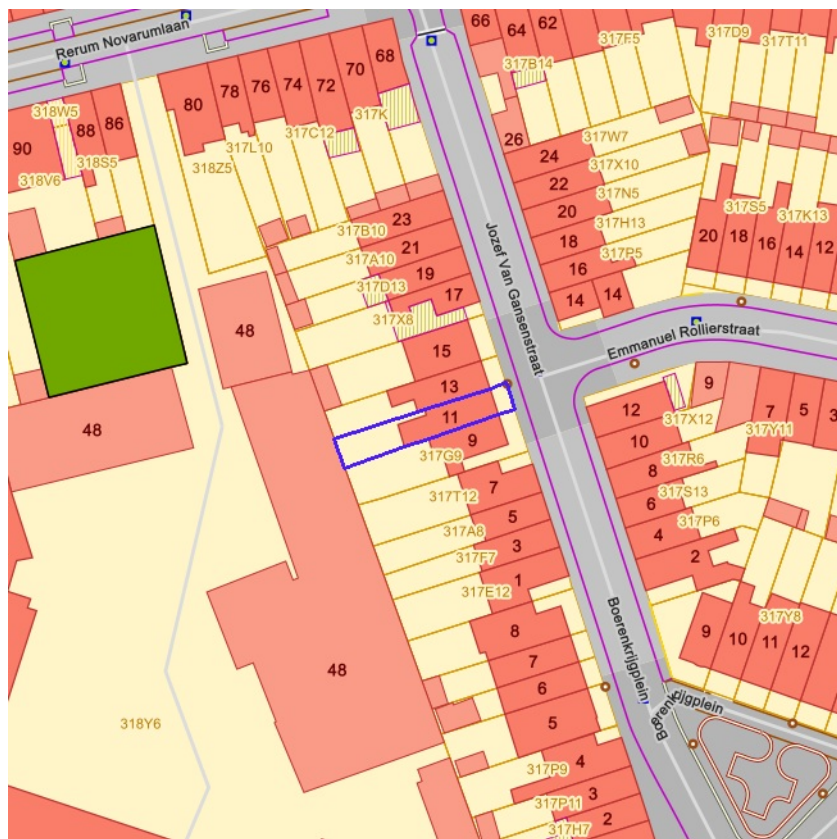 Rerum Novarumlaan
66
64
62
317F5
317D9
317T11
68
70
72
74
76
78
80
317B14
317K
318W5
88
86
90
318S5
318V6
317C12
317L10
318Z5
26
24
317W7
22
317X10
20
317N5
18
317H13
16
317P5
14
14
20
18
16
14
12
317S5
317K13
23
317B10
21
317A10
19
317D13
17
317X8
15
13
11
9
317G9
Jozef Van Gansenstraat
Emmanuel Rollierstraat
48
48
7
317T12
5
317A8
3
317F7
1
317E12
12
9
317X12
7
5
3
317Y11
10
317R6
8
317S13
6
317P6
4
2
8
7
6
5
Boerenkrijgplein
Boerenkrijgplein
9
10
11
12
317Y8
48
318Y6
317P9
4
317P11
3
317H7
2